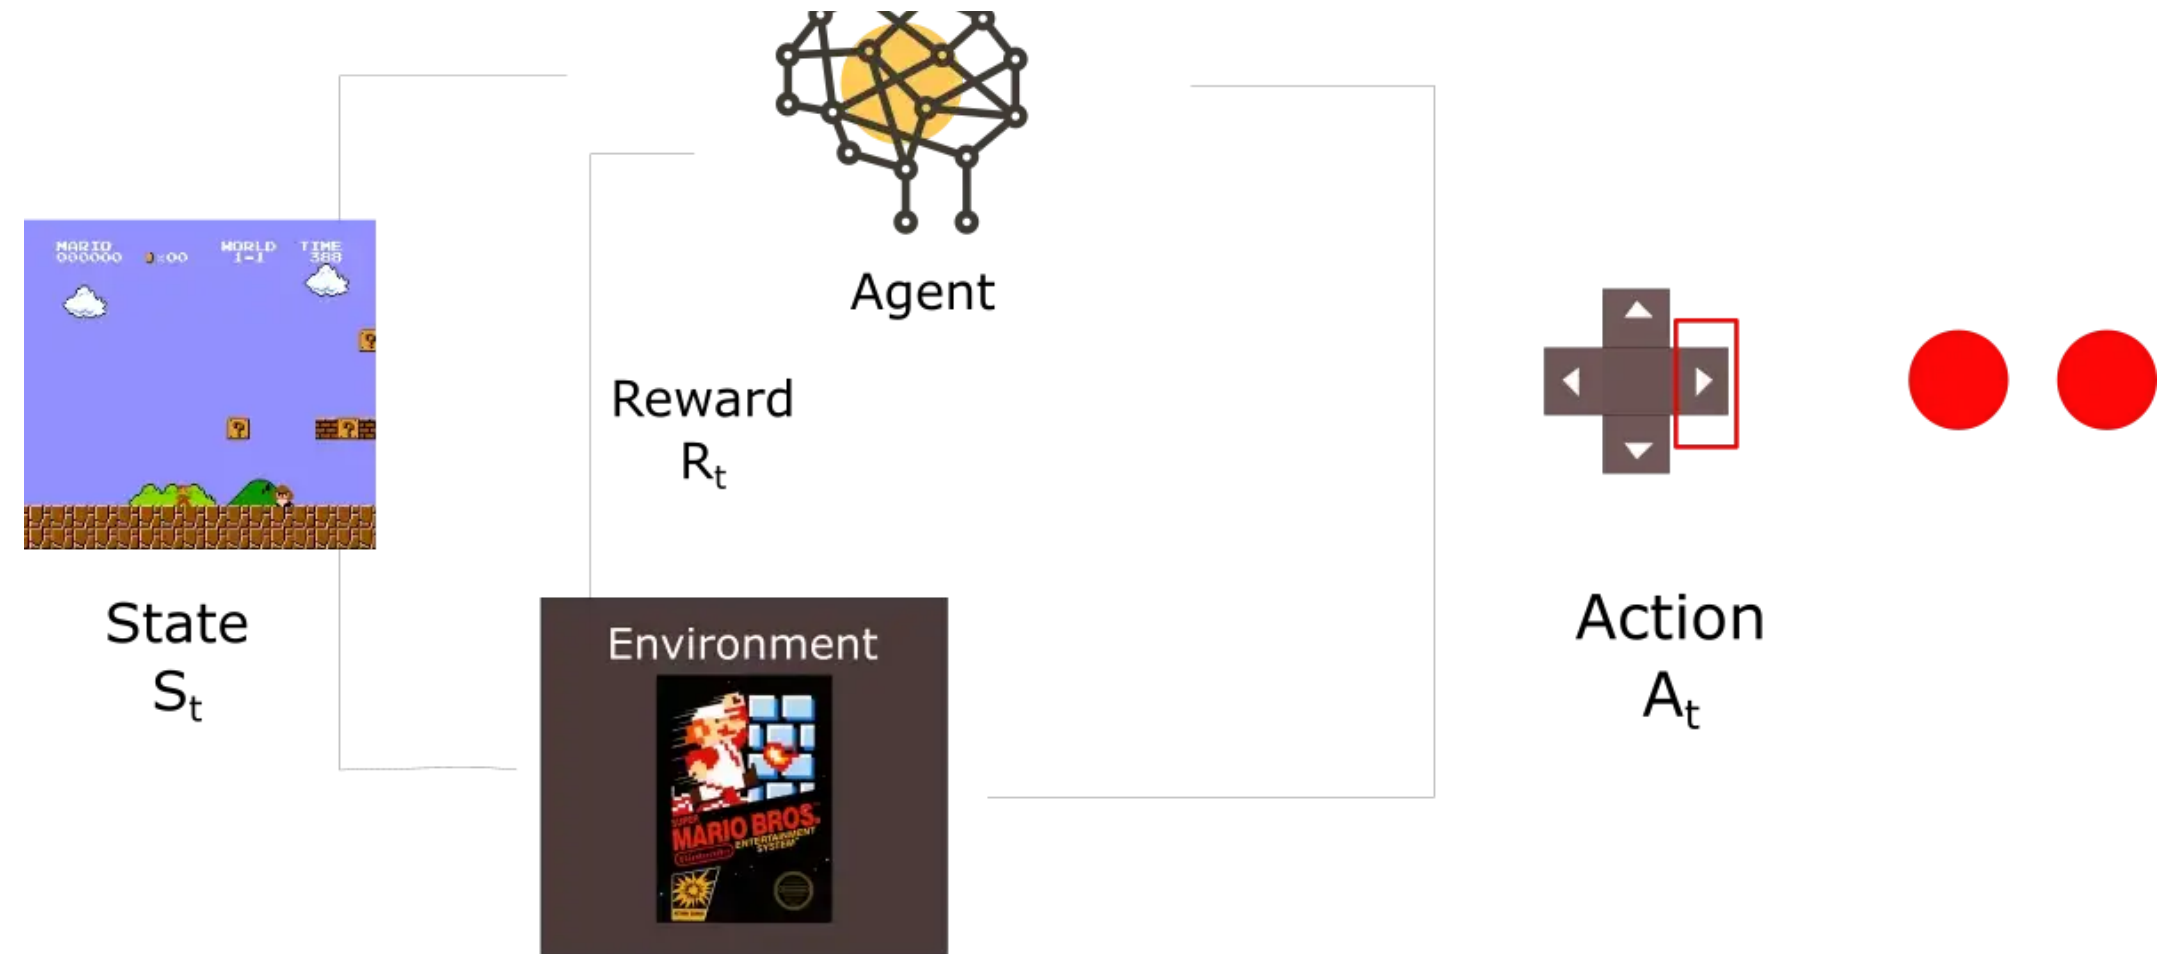 MARIO WORLD TIME
000000 x00 1-1 388
Agent
Reward
Rt
State
St
Environment
SUPER
MARIO BROS.
ENTERTAINMENT
SYSTEM
Nintendo
Action
At